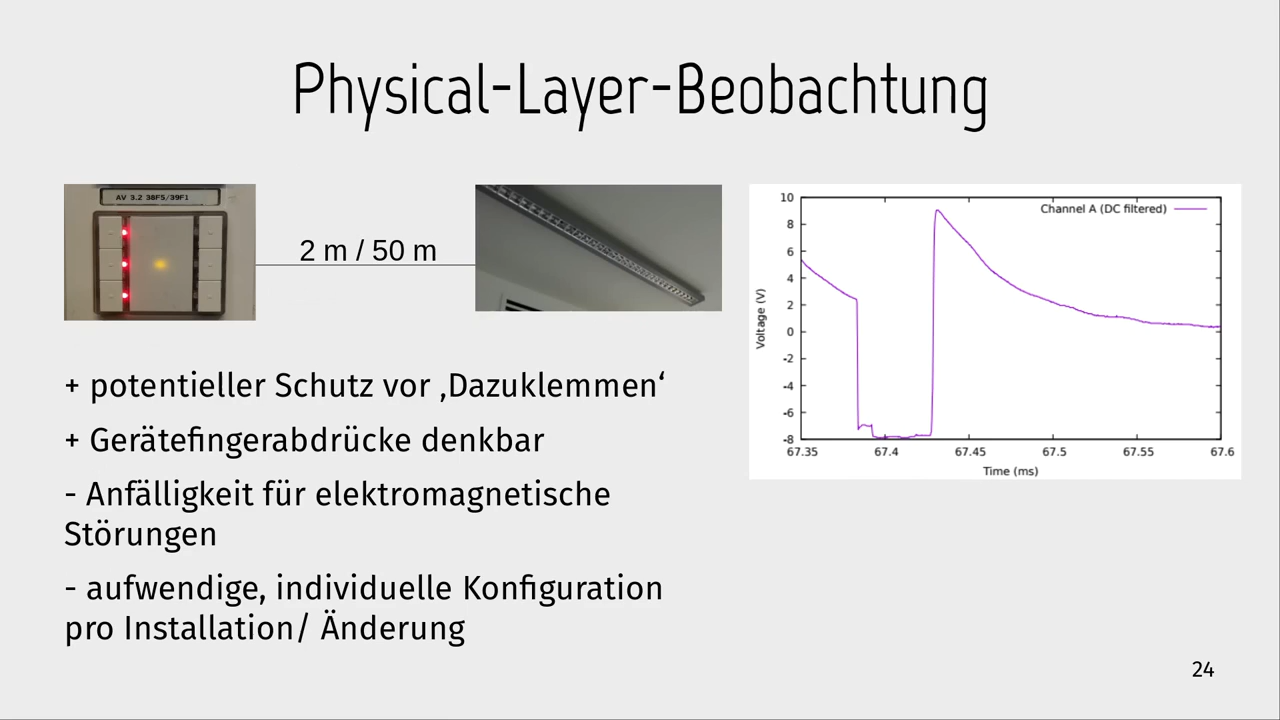 Physical-Layer-Beobachtung
AV 3.2 38F5/39F1
2 m / 50 m
Channel A (DC filtered)
10
8
6
4
2
0
-2
-4
-6
-8
Voltage (V)
67.35
67.4
67.45
67.5
67.55
67.6
Time (ms)
+ potentieller Schutz vor ‚Dazuklemmen‘
+ Gerätefingerabdrücke denkbar
- Anfälligkeit für elektromagnetische
Störungen
- aufwendige, individuelle Konfiguration
pro Installation/ Änderung
24